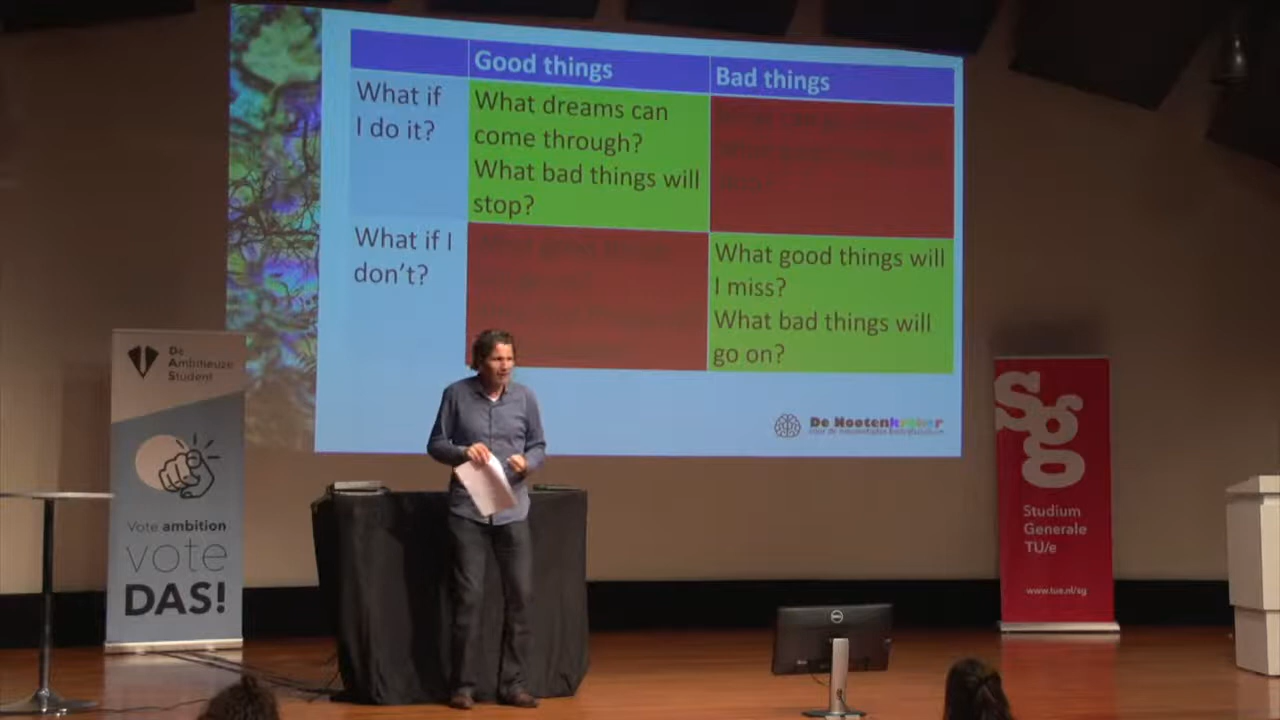 Good things
Bad things
What if
I do it?
What dreams can
come through?
What bad things will
stop?
What if I
don't?
What good things will
I miss?
What bad things will
go on?
De Nootenkraker
De
Ambitieuze
Student
Vote ambition
vote
DAS!
sg
Studium
Generale
TU/e
www.tue.nl/sg
DELL